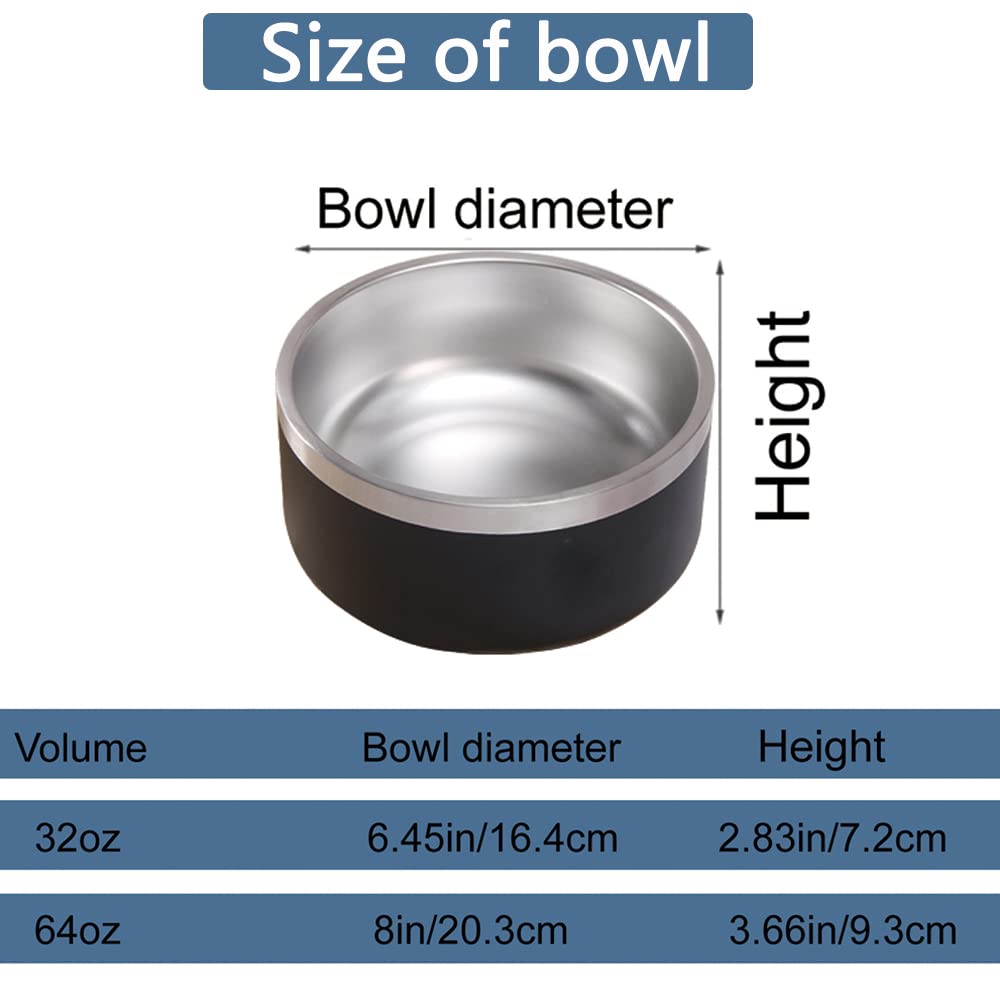 Size of bowl
Bowl diameter
Height
Volume Bowl diameter Height
32oz 6.45in/16.4cm 2.83in/7.2cm
64oz 8in/20.3cm 3.66in/9.3cm